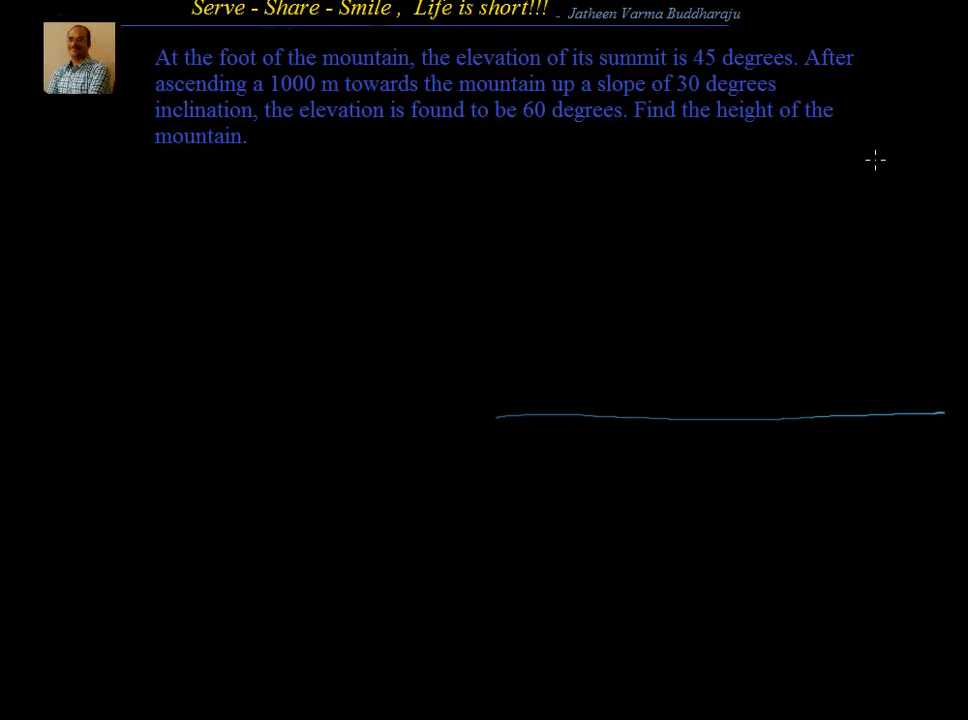 Serve - Share - Smile , Life is short!!! - Jatheen Varma Buddharaju
At the foot of the mountain, the elevation of its summit is 45 degrees. After
ascending a 1000 m towards the mountain up a slope of 30 degrees
inclination, the elevation is found to be 60 degrees. Find the height of the
mountain.